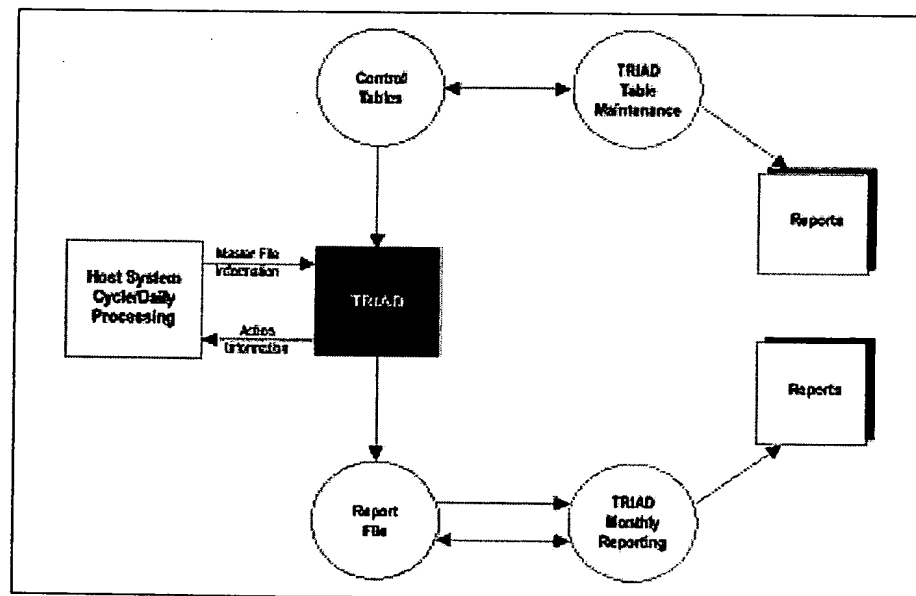 Control
Tables
TRIAD
Table
Maintenance
Reports
Host System
Cycle/Daily
Processing
Master File
Information
TRIAD
Action
Information
Reports
Report
File
TRIAD
Monthly
Reporting